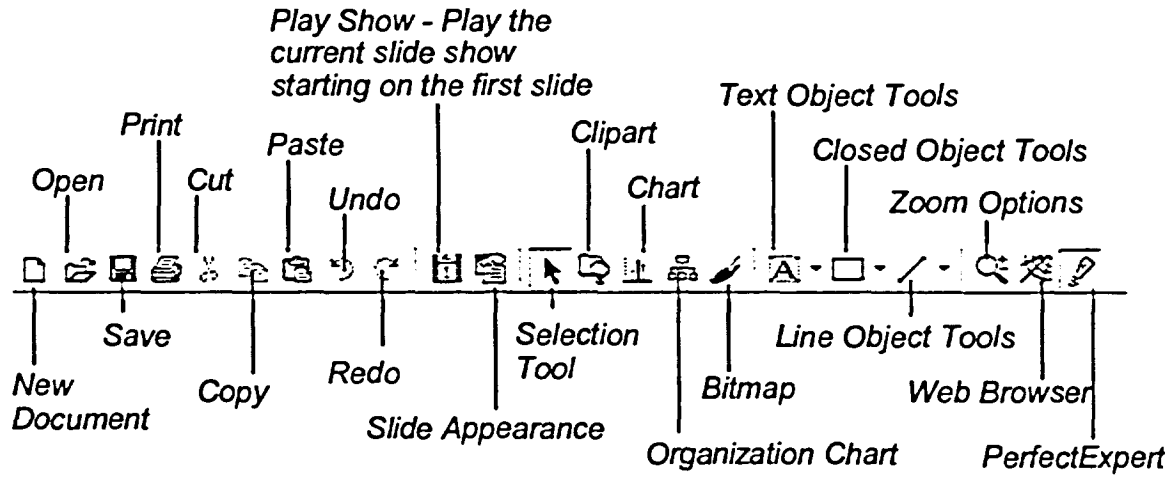 Play Show - Play the
current slide show
starting on the first slide
Text Object Tools
Print
Paste
Clipart
Closed Object Tools
Open
Cut
Undo
Chart
Zoom Options
A
Save
Selection
Tool
Line Object Tools
New
Document
Copy
Redo
Bitmap
Web Browser
Slide Appearance
Organization Chart
PerfectExpert